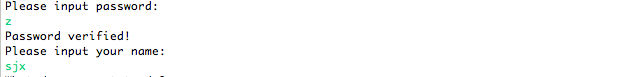 Please input password:
z
Password verified!
Please input your name:
sjx